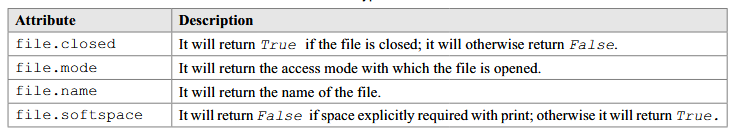 Attribute Description
file.closed It will return True if the file is closed; it will otherwise return False.
file.mode It will return the access mode with which the file is opened.
file.name It will return the name of the file.
file.softspace It will return False if space explicitly required with print; otherwise it will return True.